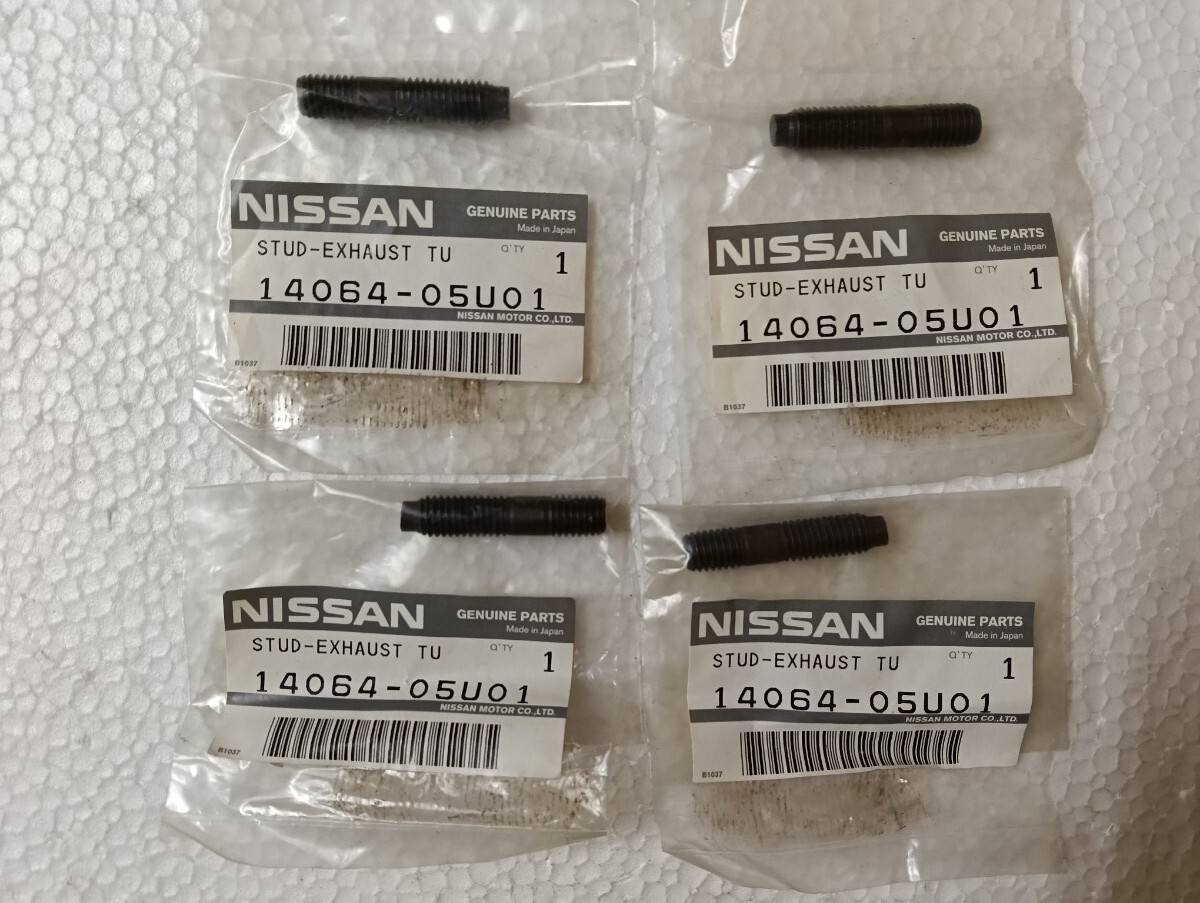 NISSAN GENUINE PARTS
Made in Japan
STUD-EXHAUST TU Q'TY 1
14064-05U01
NISSAN MOTOR CO.,LTD.
B1037
NISSAN GENUINE PARTS
Made in Japan
STUD-EXHAUST TU Q'TY 1
14064-05U01
NISSAN MOTOR CO.,LTD.
B1037
NISSAN GENUINE PARTS
Made in Japan
STUD-EXHAUST TU Q'TY 1
14064-05U01
NISSAN MOTOR CO.,LTD.
B1037
NISSAN GENUINE PARTS
Made in Japan
STUD-EXHAUST TU Q'TY 1
14064-05U01
NISSAN MOTOR CO.,LTD.
B1037